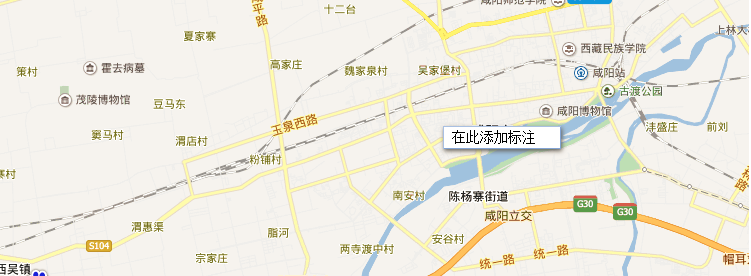 十二台
咸阳师范学院
上林大
咸平路
夏家寨
西藏民族学院
策村
霍去病墓
高家庄
魏家泉村
吴家堡村
咸阳站
古渡公园
茂陵博物馆
豆马东
咸阳博物馆
玉泉西路
窦马村
渭店村
在此添加标注
沣盛庄
前刘
粉铺村
寨村
南安村
陈杨寨街道
渭惠渠
咸阳立交
G30
G30
S104
陂河
两寺渡中村
安谷村
宗家庄
统一路
统一路
西吴镇
帽耳